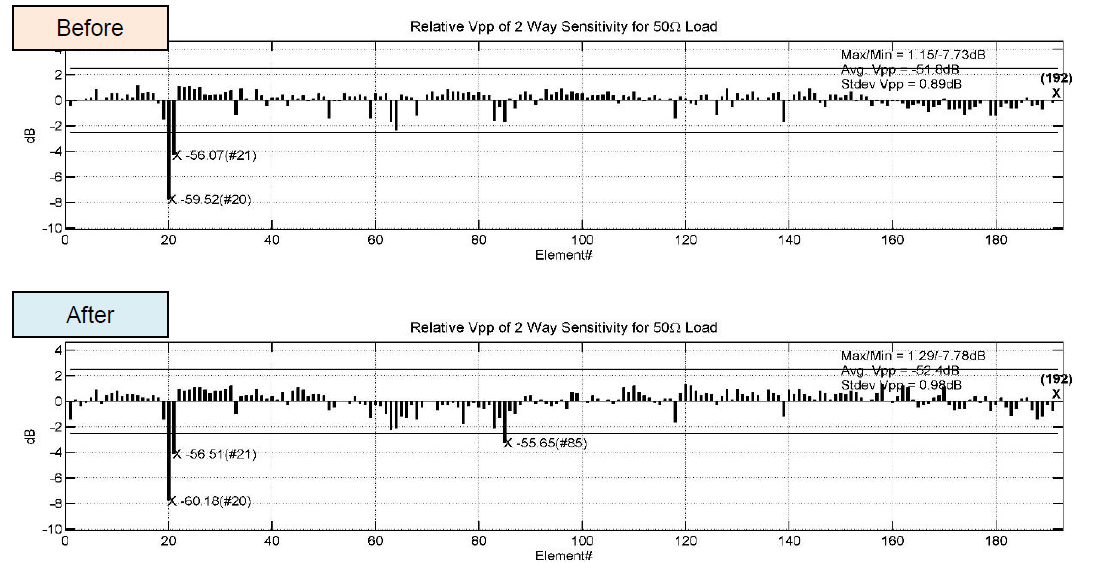 Before
Relative Vpp of 2 Way Sensitivity for 50Ω Load
Max/Min = 1.15/-7.73dB
Avg. Vpp = -51.8dB
Stdev Vpp = 0.89dB
(192)
X
4
2
0
-2
-4
-6
-8
-10
dB
X -56.07(#21)
X -59.52(#20)
0 20 40 60 80 100 120 140 160 180
Element#
After
Relative Vpp of 2 Way Sensitivity for 50Ω Load
Max/Min = 1.29/-7.78dB
Avg. Vpp = -52.4dB
Stdev Vpp = 0.98dB
(192)
X
4
2
0
-2
-4
-6
-8
-10
dB
X -55.65(#85)
X -56.51(#21)
X -60.18(#20)
0 20 40 60 80 100 120 140 160 180
Element#